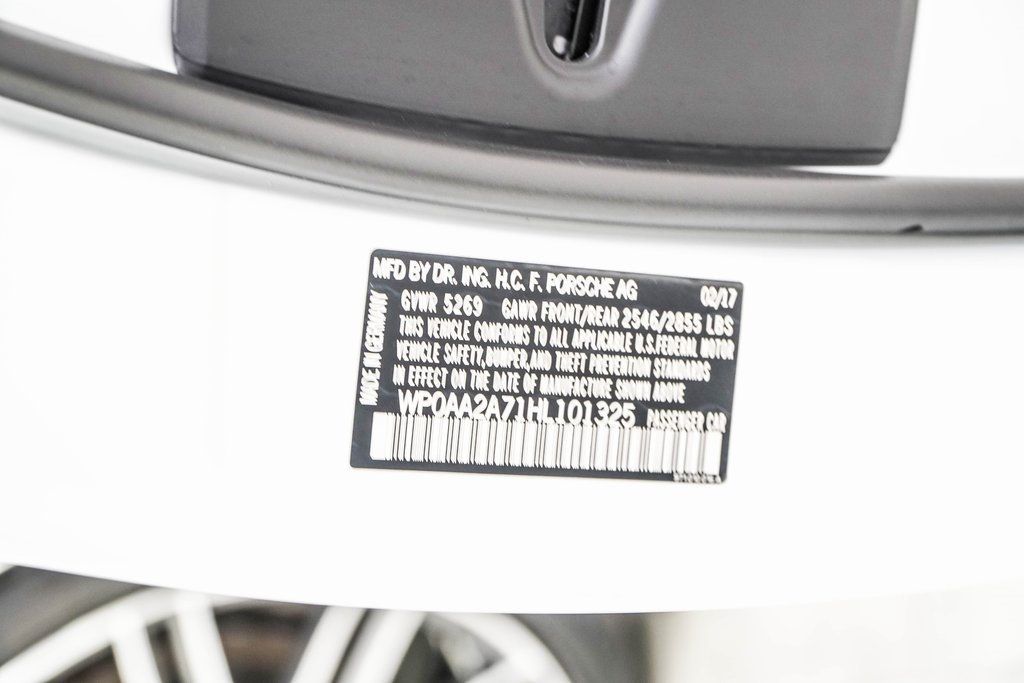 MFD BY DR. ING. H.C. F. PORSCHE AG 02/17
GVWR 5269 GAWR FRONT/REAR 2546/2855 LBS
THIS VEHICLE CONFORMS TO ALL APPLICABLE U.S. FEDERAL MOTOR
VEHICLE SAFETY, BUMPER, AND THEFT PREVENTION STANDARDS
IN EFFECT ON THE DATE OF MANUFACTURE SHOWN ABOVE
WP0AA2A71HL101325 PASSENGER CAR
MADE IN GERMANY